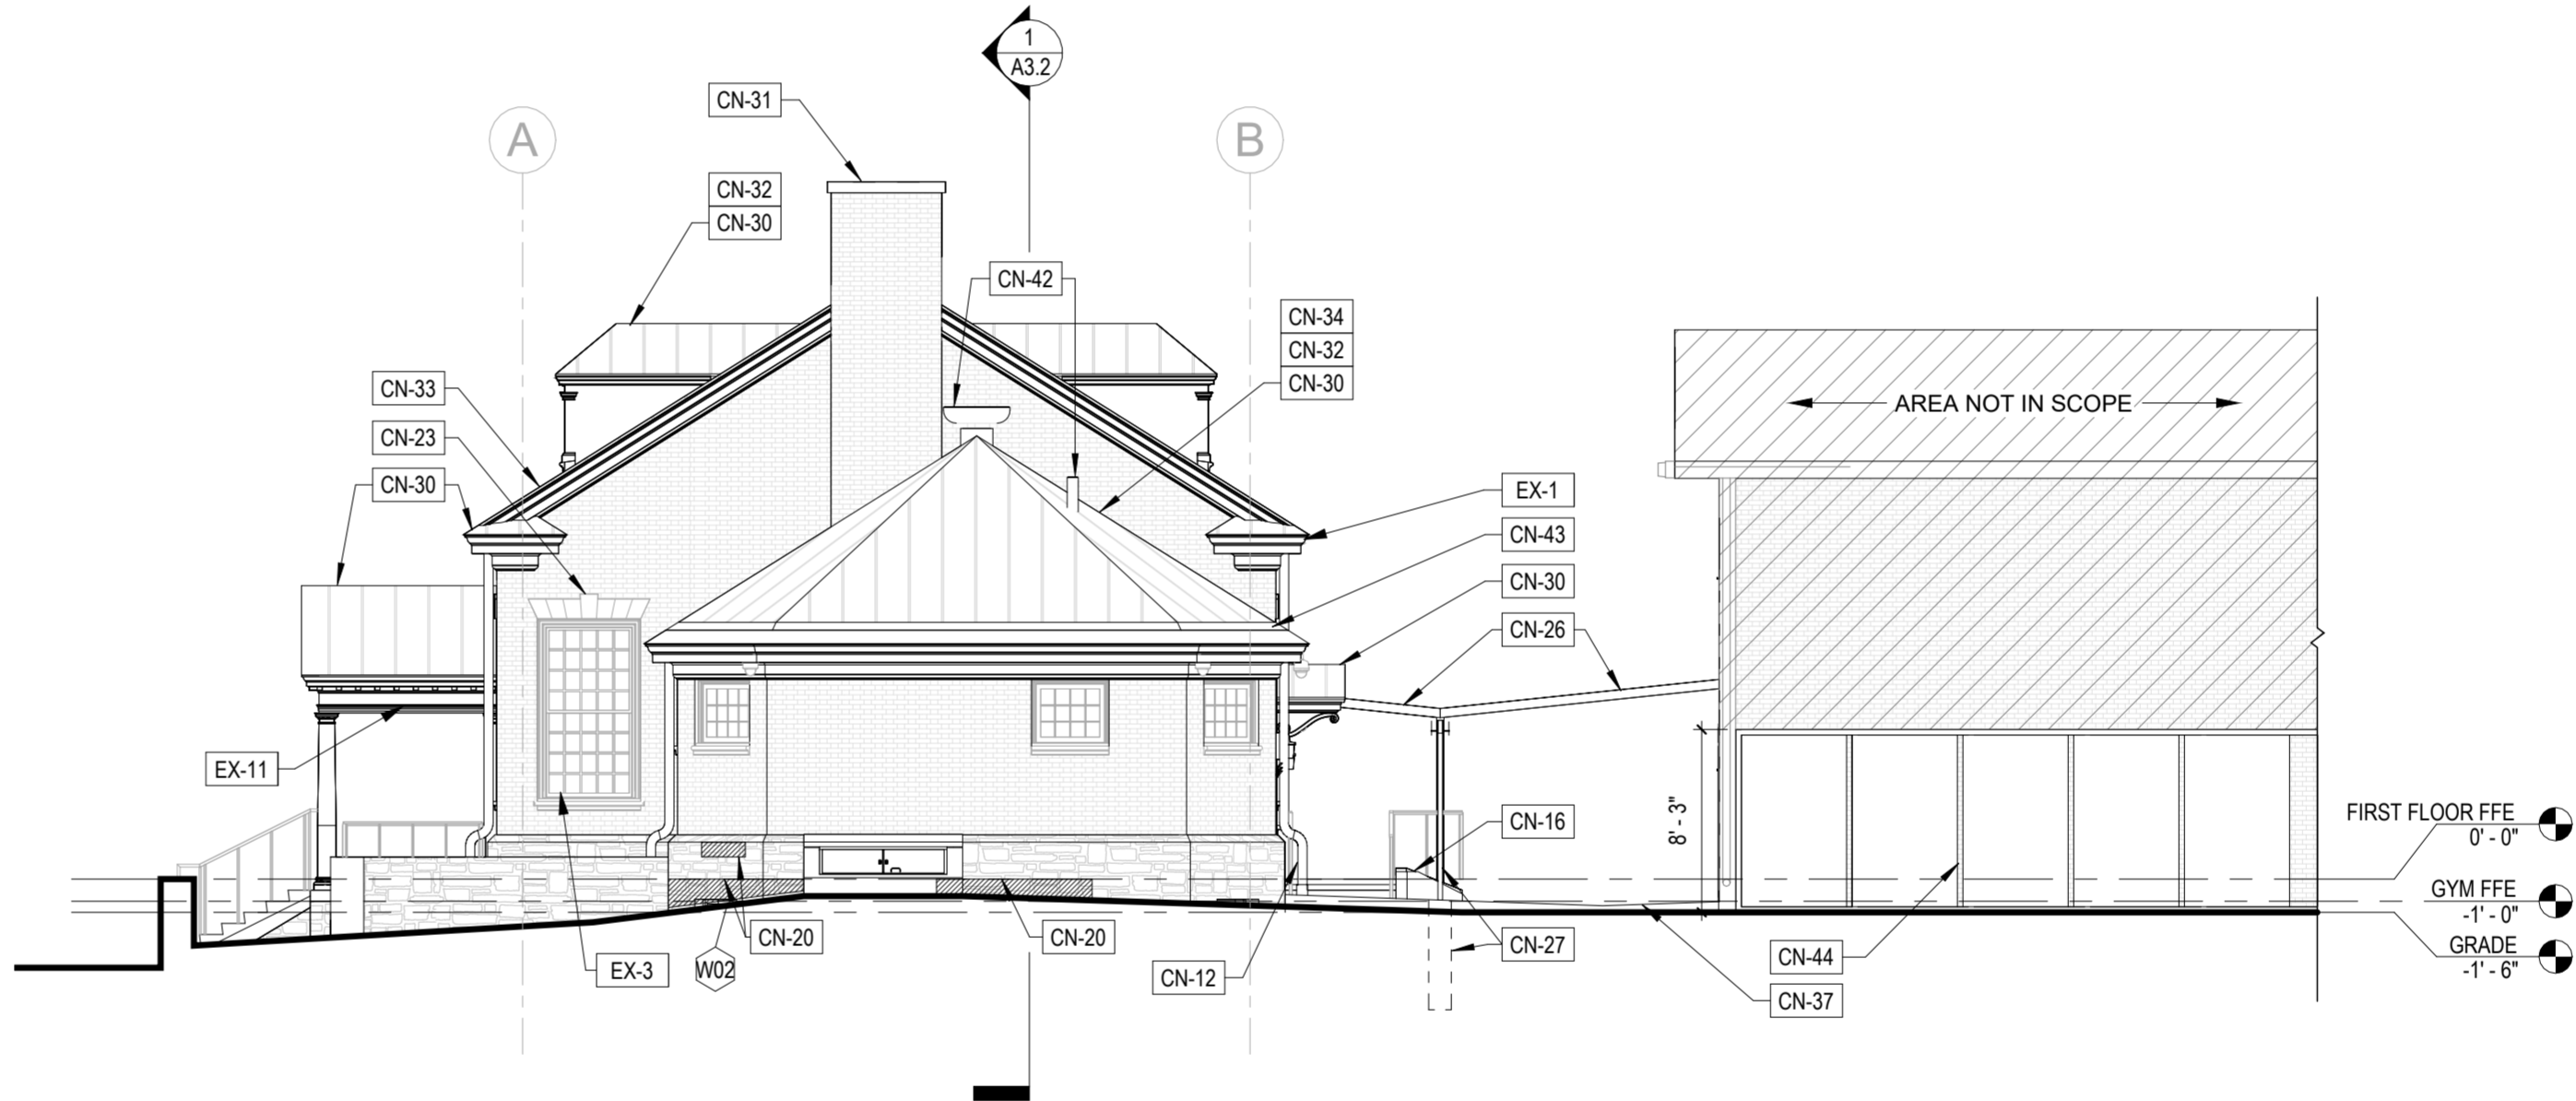 1
A3.2
CN-31
A
B
CN-32
CN-30
CN-42
CN-34
CN-32
CN-30
CN-33
CN-23
CN-30
AREA NOT IN SCOPE
EX-1
CN-43
CN-30
CN-26
EX-11
8' - 3"
CN-16
FIRST FLOOR FFE
0' - 0"
GYM FFE
-1' - 0"
GRADE
-1' - 6"
CN-20
CN-20
CN-27
CN-44
EX-3
W02
CN-12
CN-37